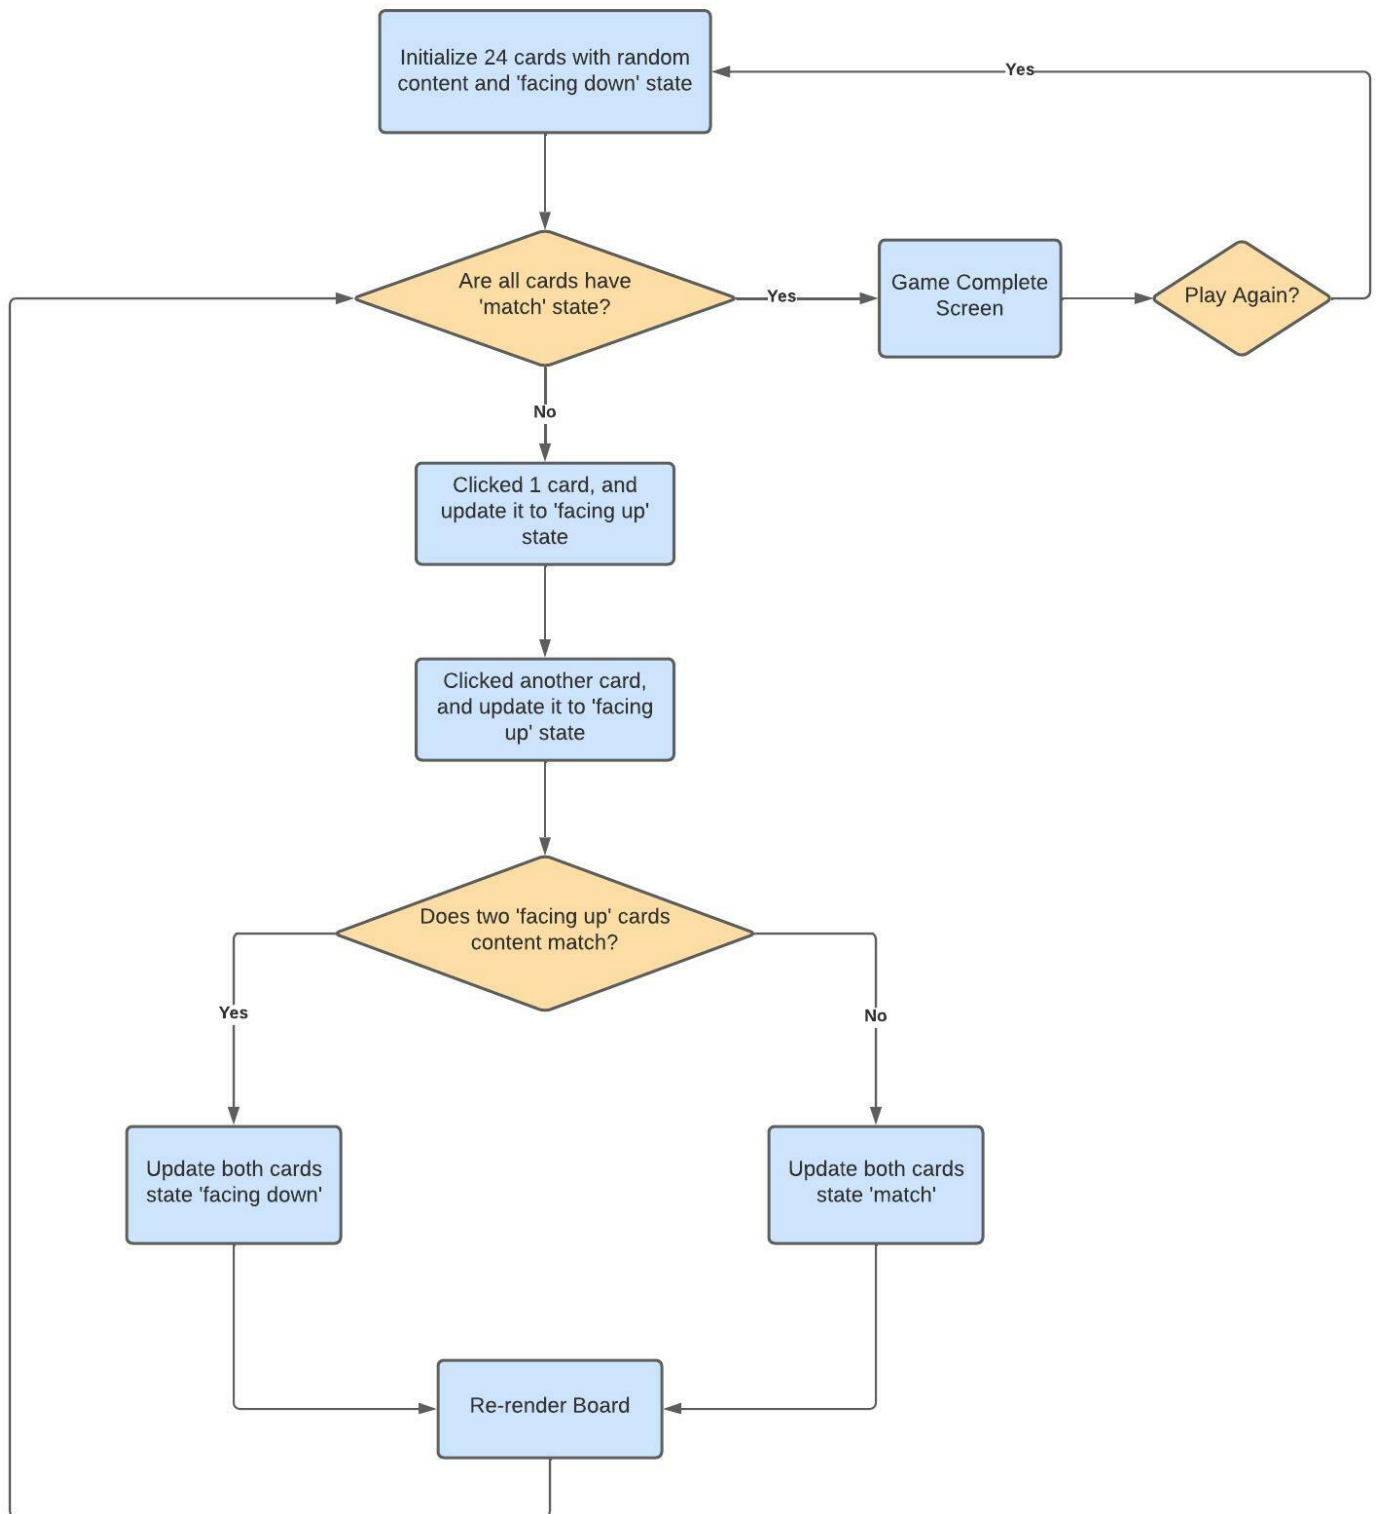 Initialize 24 cards with random
content and 'facing down' state
Yes
Are all cards have
'match' state?
Yes
Game Complete
Screen
Play Again?
No
Clicked 1 card, and
update it to 'facing up'
state
Clicked another card,
and update it to 'facing
up' state
Does two 'facing up' cards
content match?
Yes
No
Update both cards
state 'facing down'
Update both cards
state 'match'
Re-render Board